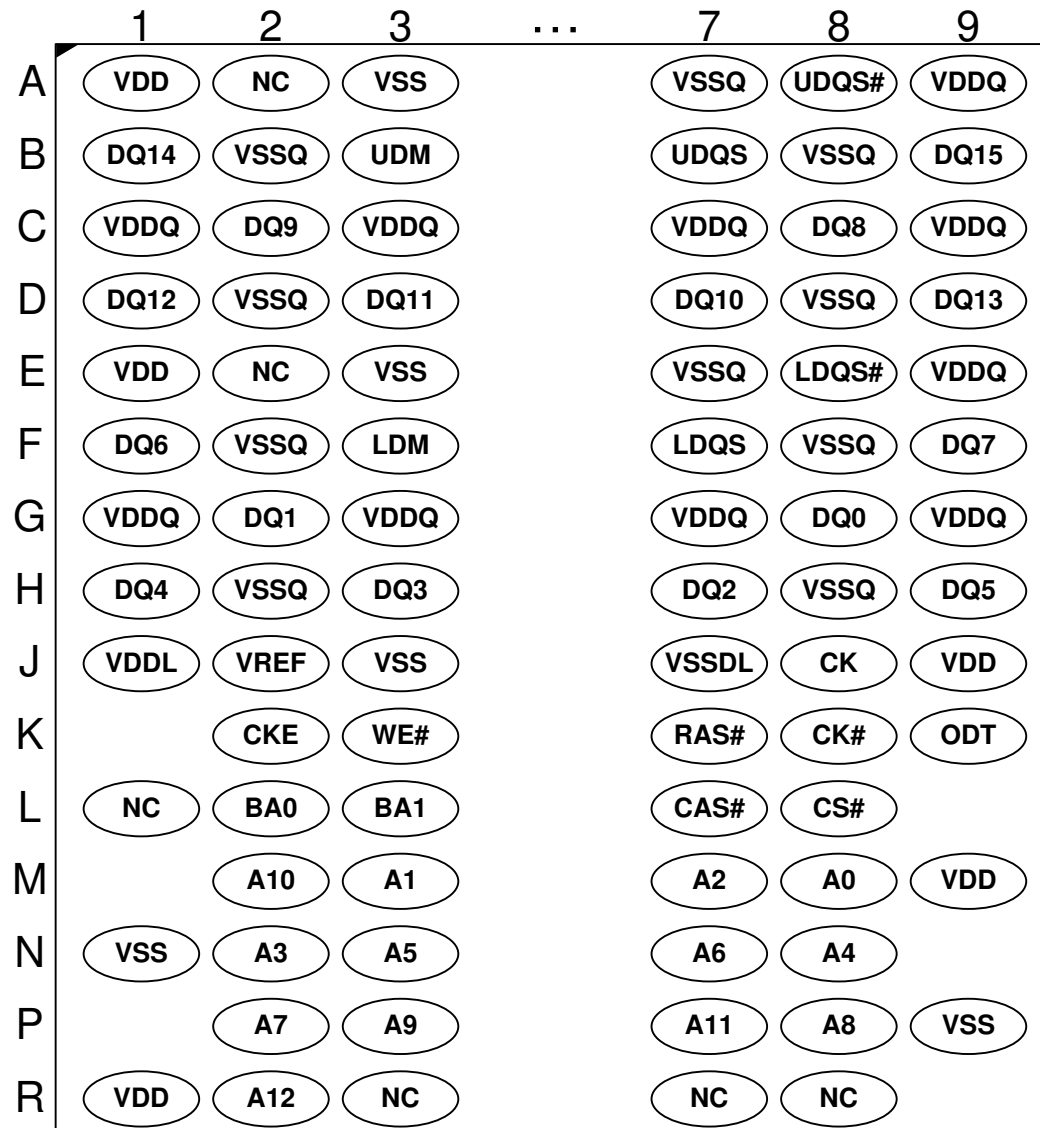 1 2 3 ... 7 8 9
A VDD NC VSS VSSQ UDQS# VDDQ
B DQ14 VSSQ UDM UDQS VSSQ DQ15
C VDDQ DQ9 VDDQ VDDQ DQ8 VDDQ
D DQ12 VSSQ DQ11 DQ10 VSSQ DQ13
E VDD NC VSS VSSQ LDQS# VDDQ
F DQ6 VSSQ LDM LDQS VSSQ DQ7
G VDDQ DQ1 VDDQ VDDQ DQ0 VDDQ
H DQ4 VSSQ DQ3 DQ2 VSSQ DQ5
J VDDL VREF VSS VSSDL CK VDD
K CKE WE# RAS# CK# ODT
L NC BA0 BA1 CAS# CS#
M A10 A1 A2 A0 VDD
N VSS A3 A5 A6 A4
P A7 A9 A11 A8 VSS
R VDD A12 NC NC NC